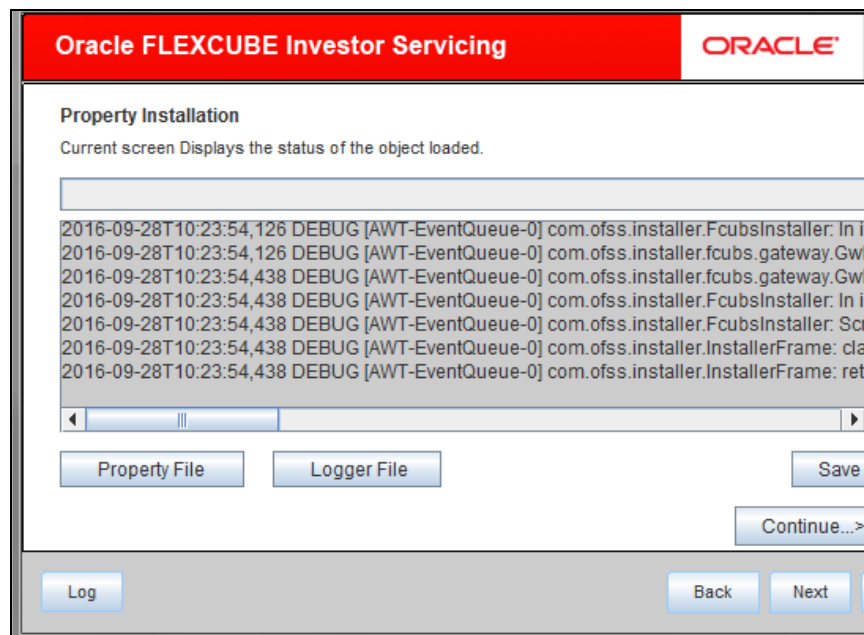 Oracle FLEXCUBE Investor Servicing
ORACLE
Property Installation
Current screen Displays the status of the object loaded.
2016-09-28T10:23:54,126 DEBUG [AWT-EventQueue-0] com.ofss.installer.FcubsInstaller: In
2016-09-28T10:23:54,126 DEBUG [AWT-EventQueue-0] com.ofss.installer.fcubs.gateway.
2016-09-28T10:23:54,438 DEBUG [AWT-EventQueue-0] com.ofss.installer.fcubs.gateway.
2016-09-28T10:23:54,438 DEBUG [AWT-EventQueue-0] com.ofss.installer.FcubsInstaller: In
2016-09-28T10:23:54,438 DEBUG [AWT-EventQueue-0] com.ofss.installer.FcubsInstaller: Scr
2016-09-28T10:23:54,438 DEBUG [AWT-EventQueue-0] com.ofss.installer.InstallerFrame: cla
2016-09-28T10:23:54,438 DEBUG [AWT-EventQueue-0] com.ofss.installer.InstallerFrame: ret
Property File Logger File Save
Continue...>
Log Back Next